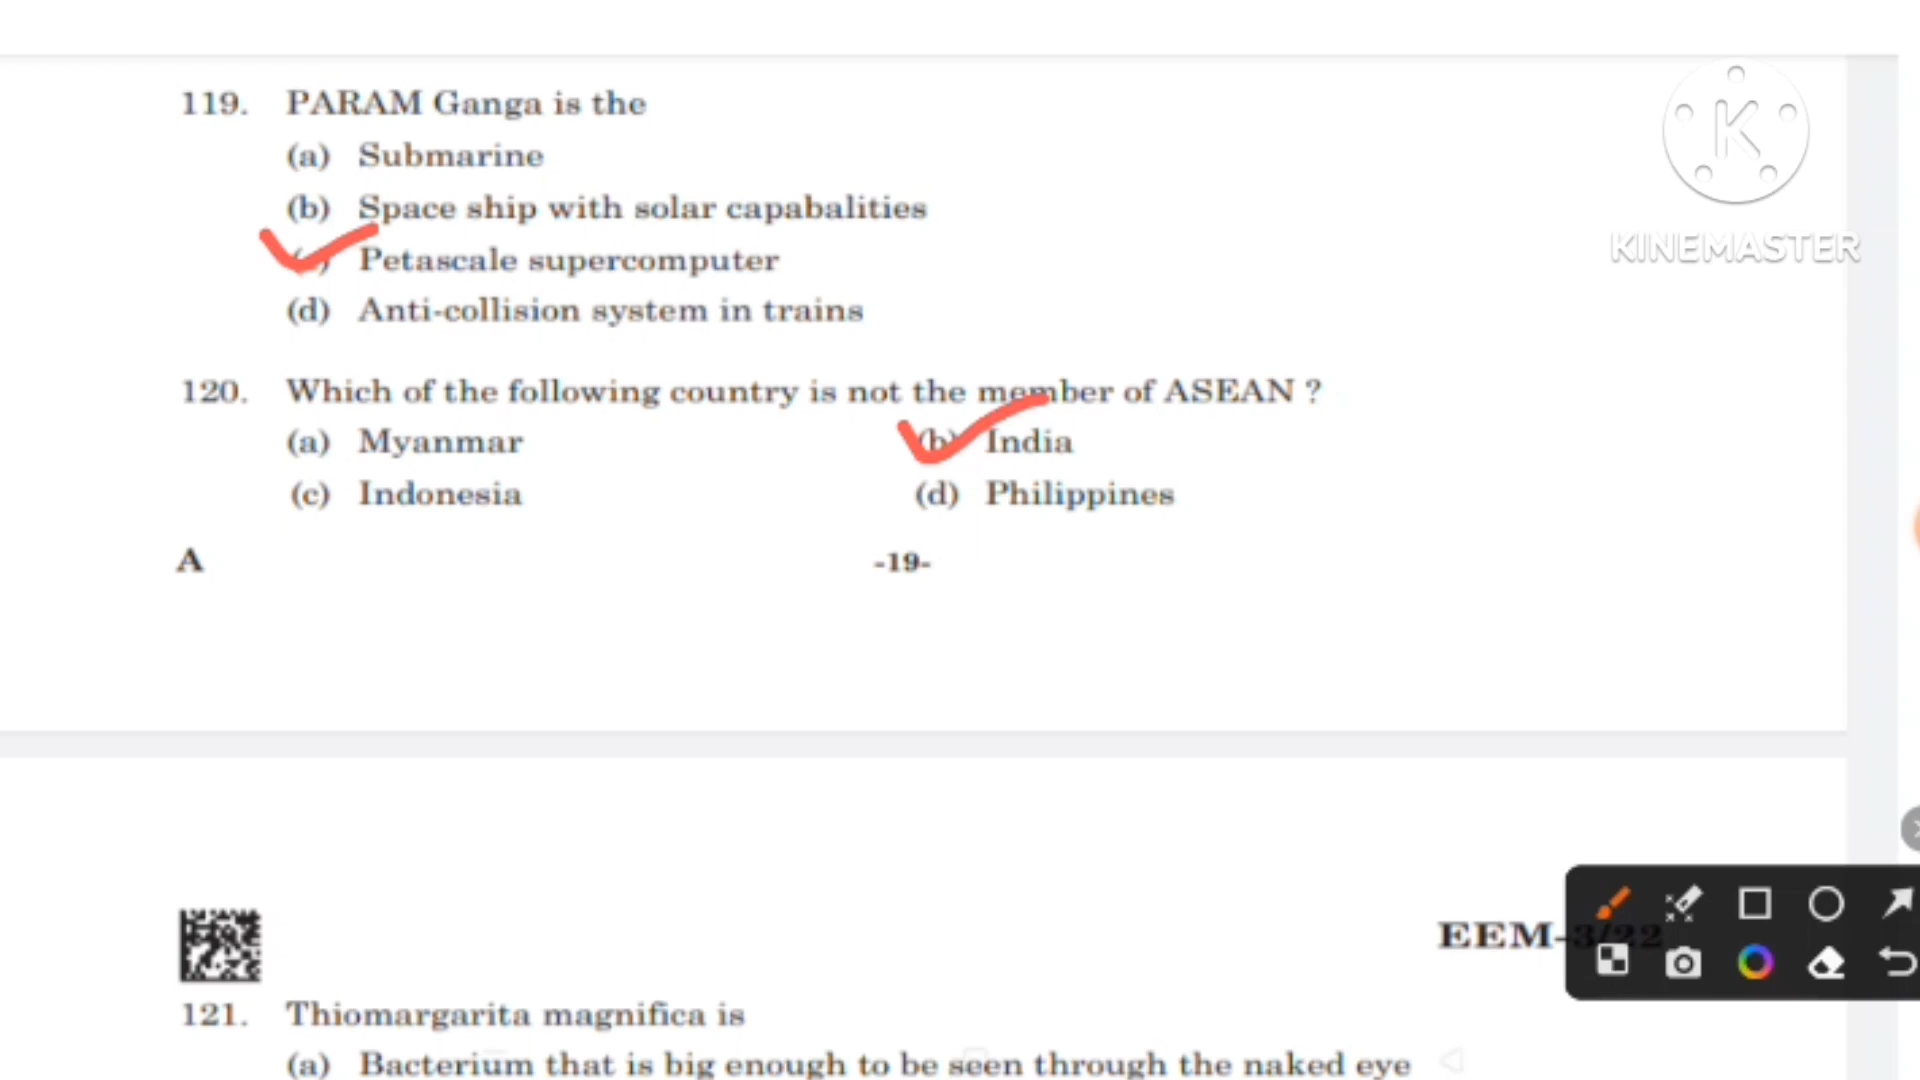 119. PARAM Ganga is the
(a) Submarine
(b) Space ship with solar capabalities
Petascale supercomputer
(d) Anti-collision system in trains
120. Which of the following country is not the member of ASEAN ?
(a) Myanmar (b) India
(c) Indonesia (d) Philippines
A -19-
KINEMASTER
EEM-3/22
121. Thiomargarita magnifica is
(a) Bacterium that is big enough to be seen through the naked eye